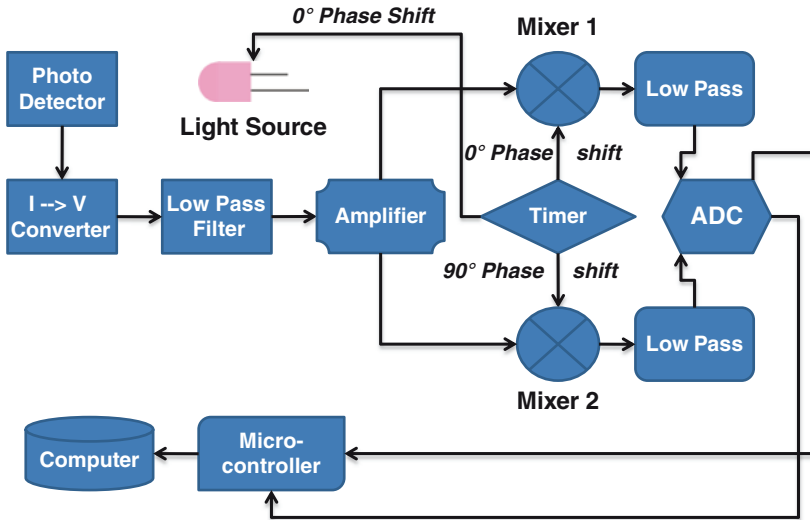 0° Phase Shift
Mixer 1
Photo
Detector
Light Source
Low Pass
0° Phase shift
I --> V
Converter
Low Pass
Filter
Amplifier
Timer
ADC
90° Phase shift
Low Pass
Mixer 2
Computer
Micro-
controller